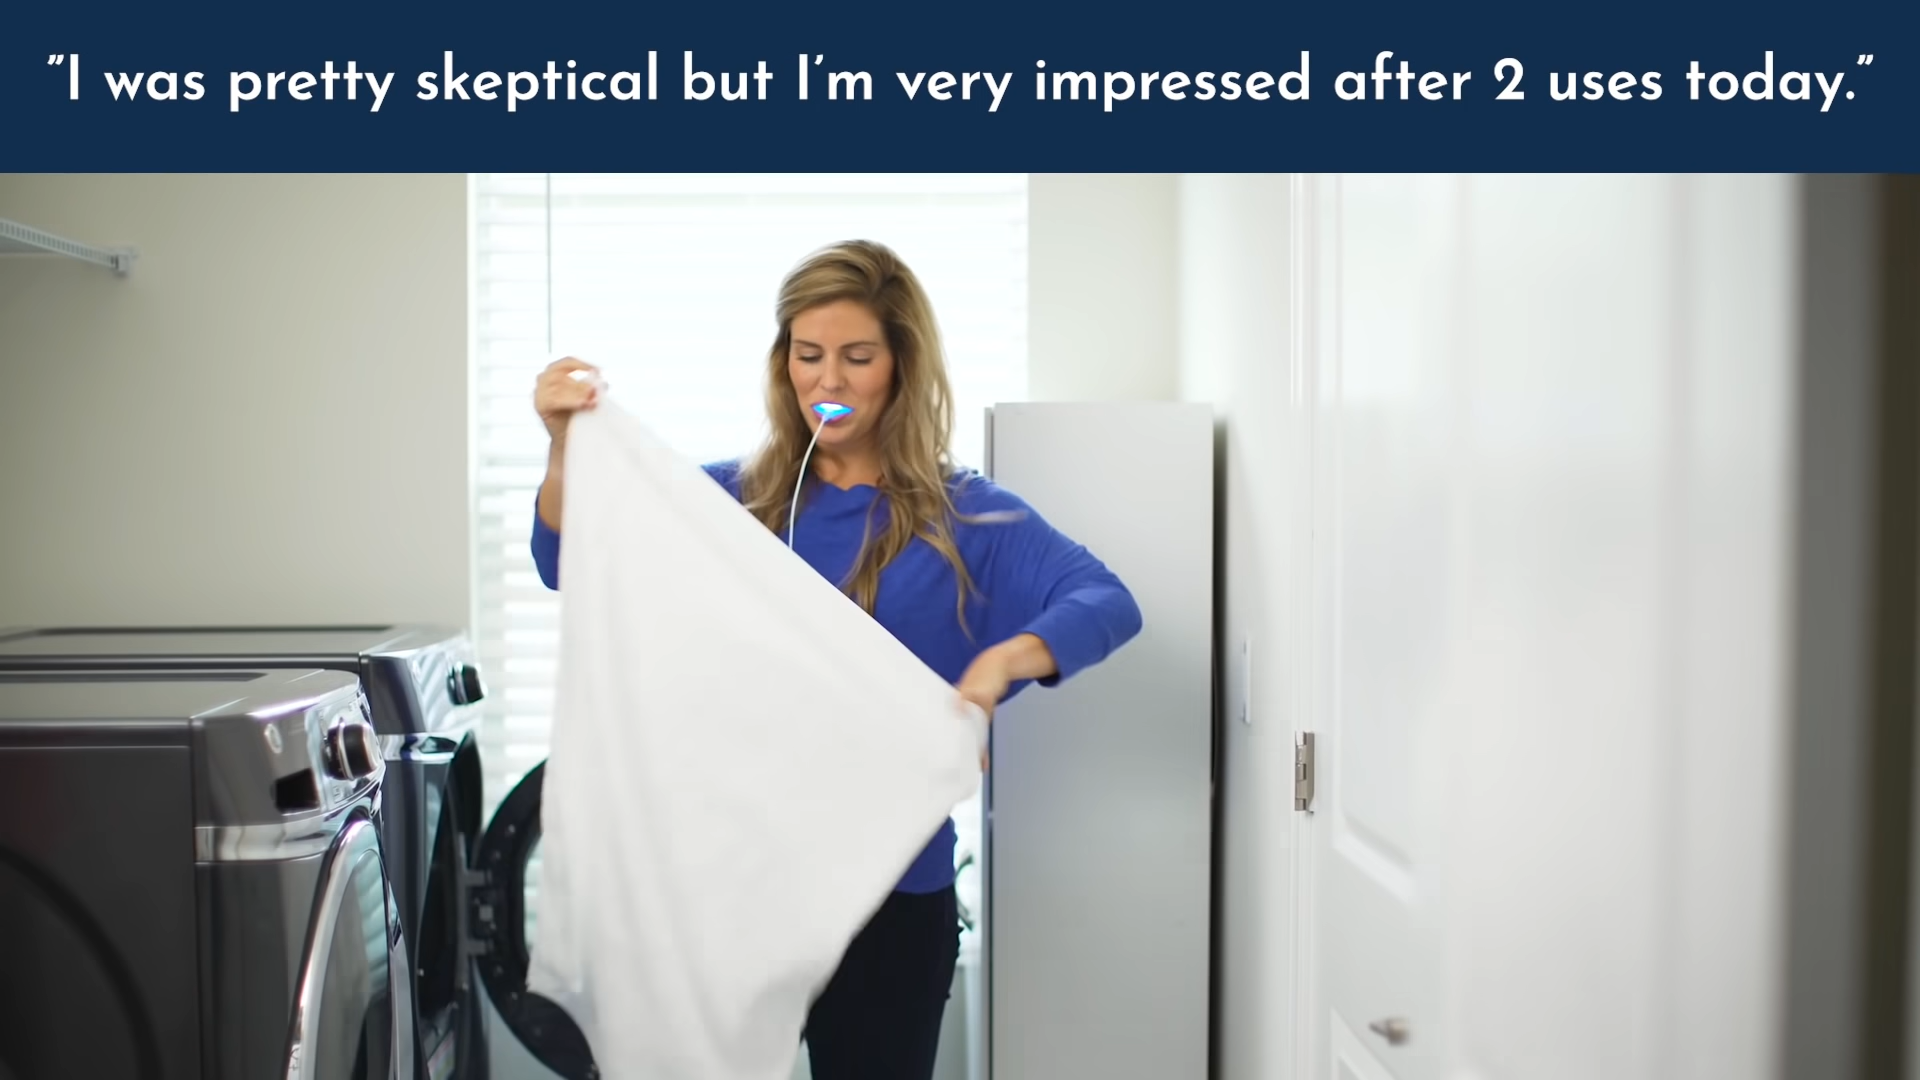 ”I was pretty skeptical but I’m very impressed after 2 uses today.”